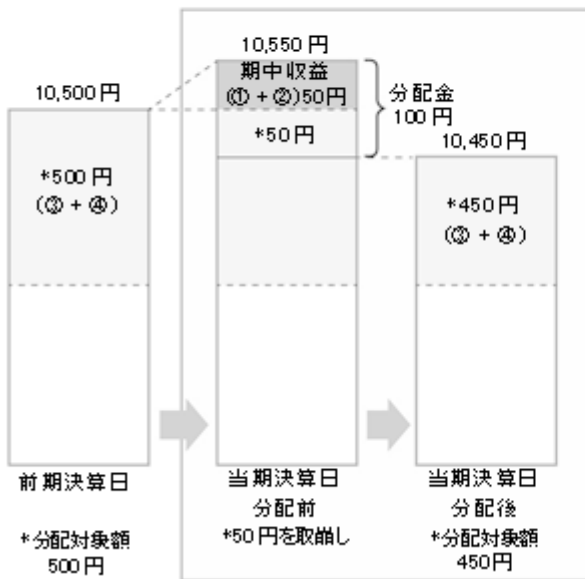 10,500円
*500円
(③+④)
前期決算日
*分配対象額
500円
10,550円
期中収益
(①+②)50円
*50円
分配金
100円
当期決算日
分配前
*50円を取崩し
10,450円
*450円
(③+④)
当期決算日
分配後
*分配対象額
450円